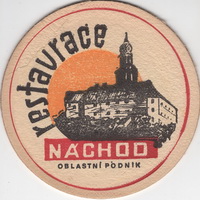 restaurace
NÁCHOD
OBLASTNÍ PODNIK